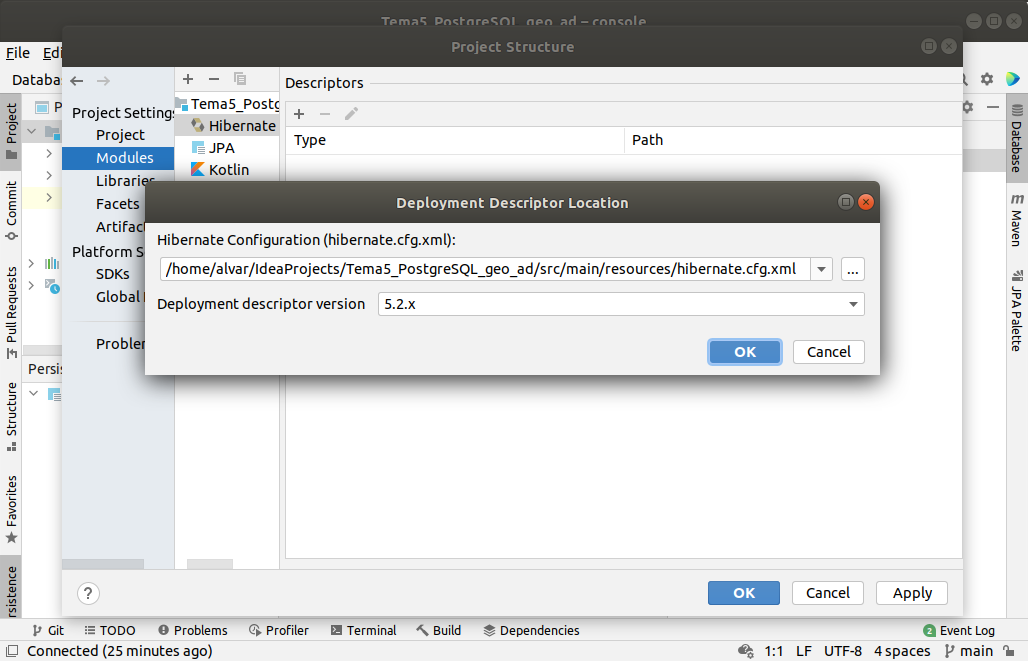 Tema5_PostgreSQL_geo_ad – console
Project Structure
File Edi
Databa
Project Settings
Project
Modules
Libraries
Facets
Artifac
Platform S
SDKs
Global
Problem
Tema5_Postg
Hibernate
JPA
Kotlin
Descriptors
Type Path
Deployment Descriptor Location
Hibernate Configuration (hibernate.cfg.xml):
/home/alvar/IdeaProjects/Tema5_PostgreSQL_geo_ad/src/main/resources/hibernate.cfg.xml
...
Deployment descriptor version 5.2.x
OK Cancel
? OK Cancel Apply
Project
Commit
Pull Requests
Structure
Favorites
rsistence
P
Persis
Database
m Maven
JPA Palette
Git TODO Problems Profiler Terminal Build Dependencies 2 Event Log
Connected (25 minutes ago) 1:1 LF UTF-8 4 spaces main